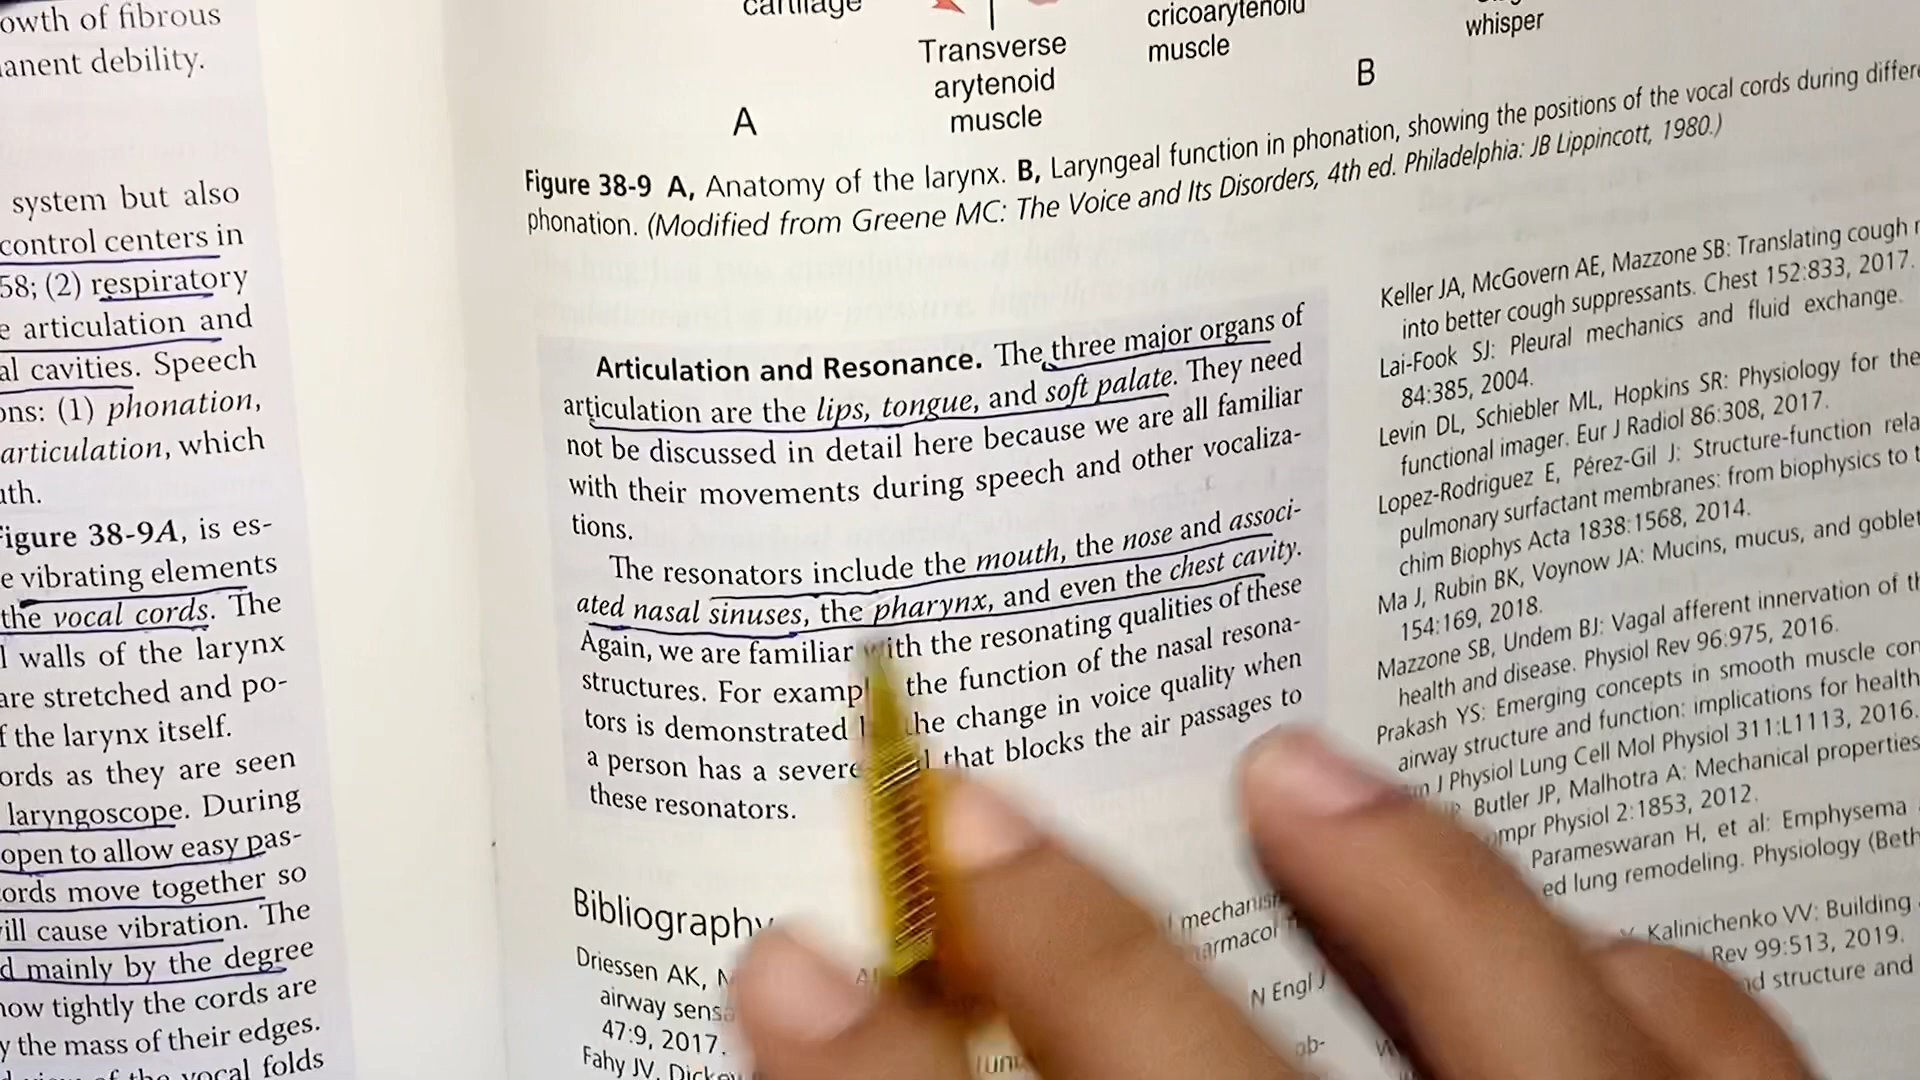 owth of fibrous
anent debility.
system but also
control centers in
58; (2) respiratory
e articulation and
al cavities. Speech
ons: (1) phonation,
articulation, which
uth.
Figure 38-9A, is es-
e vibrating elements
the vocal cords. The
l walls of the larynx
are stretched and po-
f the larynx itself.
ords as they are seen
laryngoscope. During
open to allow easy pas-
ords move together so
ill cause vibration. The
d mainly by the degree
how tightly the cords are
y the mass of their edges.
of the vocal folds
cartilage
Transverse
arytenoid
muscle
cricoarytenoid
muscle
whisper
A
B
Figure 38-9 A, Anatomy of the larynx. B, Laryngeal function in phonation, showing the positions of the vocal cords during differe
phonation. (Modified from Greene MC: The Voice and Its Disorders, 4th ed. Philadelphia: JB Lippincott, 1980.)
Articulation and Resonance. The three major organs of
articulation are the lips, tongue, and soft palate. They need
not be discussed in detail here because we are all familiar
with their movements during speech and other vocaliza-
tions.
The resonators include the mouth, the nose and associ-
ated nasal sinuses, the pharynx, and even the chest cavity.
Again, we are familiar with the resonating qualities of these
structures. For exampl the function of the nasal resona-
tors is demonstrated the change in voice quality when
a person has a severe that blocks the air passages to
these resonators.
Bibliography
Driessen AK, M
airway sens
47:9, 2017.
Fahy JV, Dickey
mechanism
armacol
N Engl J
Keller JA, McGovern AE, Mazzone SB: Translating cough
into better cough suppressants. Chest 152:833, 2017.
Lai-Fook SJ: Pleural mechanics and fluid exchange.
84:385, 2004.
Levin DL, Schiebler ML, Hopkins SR: Physiology for the
functional imager. Eur J Radiol 86:308, 2017.
Lopez-Rodriguez E, Pérez-Gil J: Structure-function rela
pulmonary surfactant membranes: from biophysics to t
chim Biophys Acta 1838:1568, 2014.
Ma J, Rubin BK, Voynow JA: Mucins, mucus, and goblet
154:169, 2018.
Mazzone SB, Undem BJ: Vagal afferent innervation of th
health and disease. Physiol Rev 96:975, 2016.
Prakash YS: Emerging concepts in smooth muscle con
airway structure and function: implications for health
m J Physiol Lung Cell Mol Physiol 311:L1113, 2016.
Butler JP, Malhotra A: Mechanical properties
ompr Physiol 2:1853, 2012.
Parameswaran H, et al: Emphysema
ed lung remodeling. Physiology (Beth
Kalinichenko VV: Building
Rev 99:513, 2019.
nd structure and